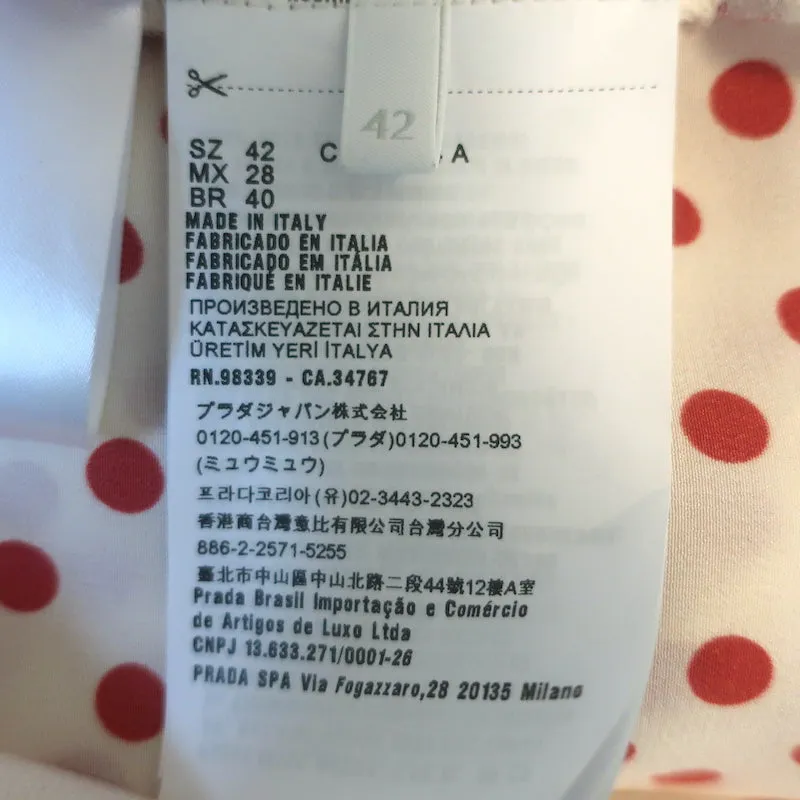 42
SZ 42 C A
MX 28
BR 40
MADE IN ITALY
FABRICADO EN ITALIA
FABRICADO EM ITÁLIA
FABRIQUÉ EN ITALIE
ПРОИЗВЕДЕНО В ИТАЛИЯ
ΚΑΤΑΣΚΕΥΑΖΕΤΑΙ ΣΤΗΝ ΙΤΑΛΙΑ
ÜRETİM YERİ İTALYA
RN.98339 - CA.34767
プラダジャパン株式会社
0120-451-913(プラダ)0120-451-993
(ミュウミュウ)
프라다코리아(유)02-3443-2323
香港商台灣意比有限公司台灣分公司
886-2-2571-5255
臺北市中山區中山北路二段44號12樓A室
Prada Brasil Importação e Comércio
de Artigos de Luxo Ltda
CNPJ 13.633.271/0001-26
PRADA SPA Via Fogazzaro,28 20135 Milano